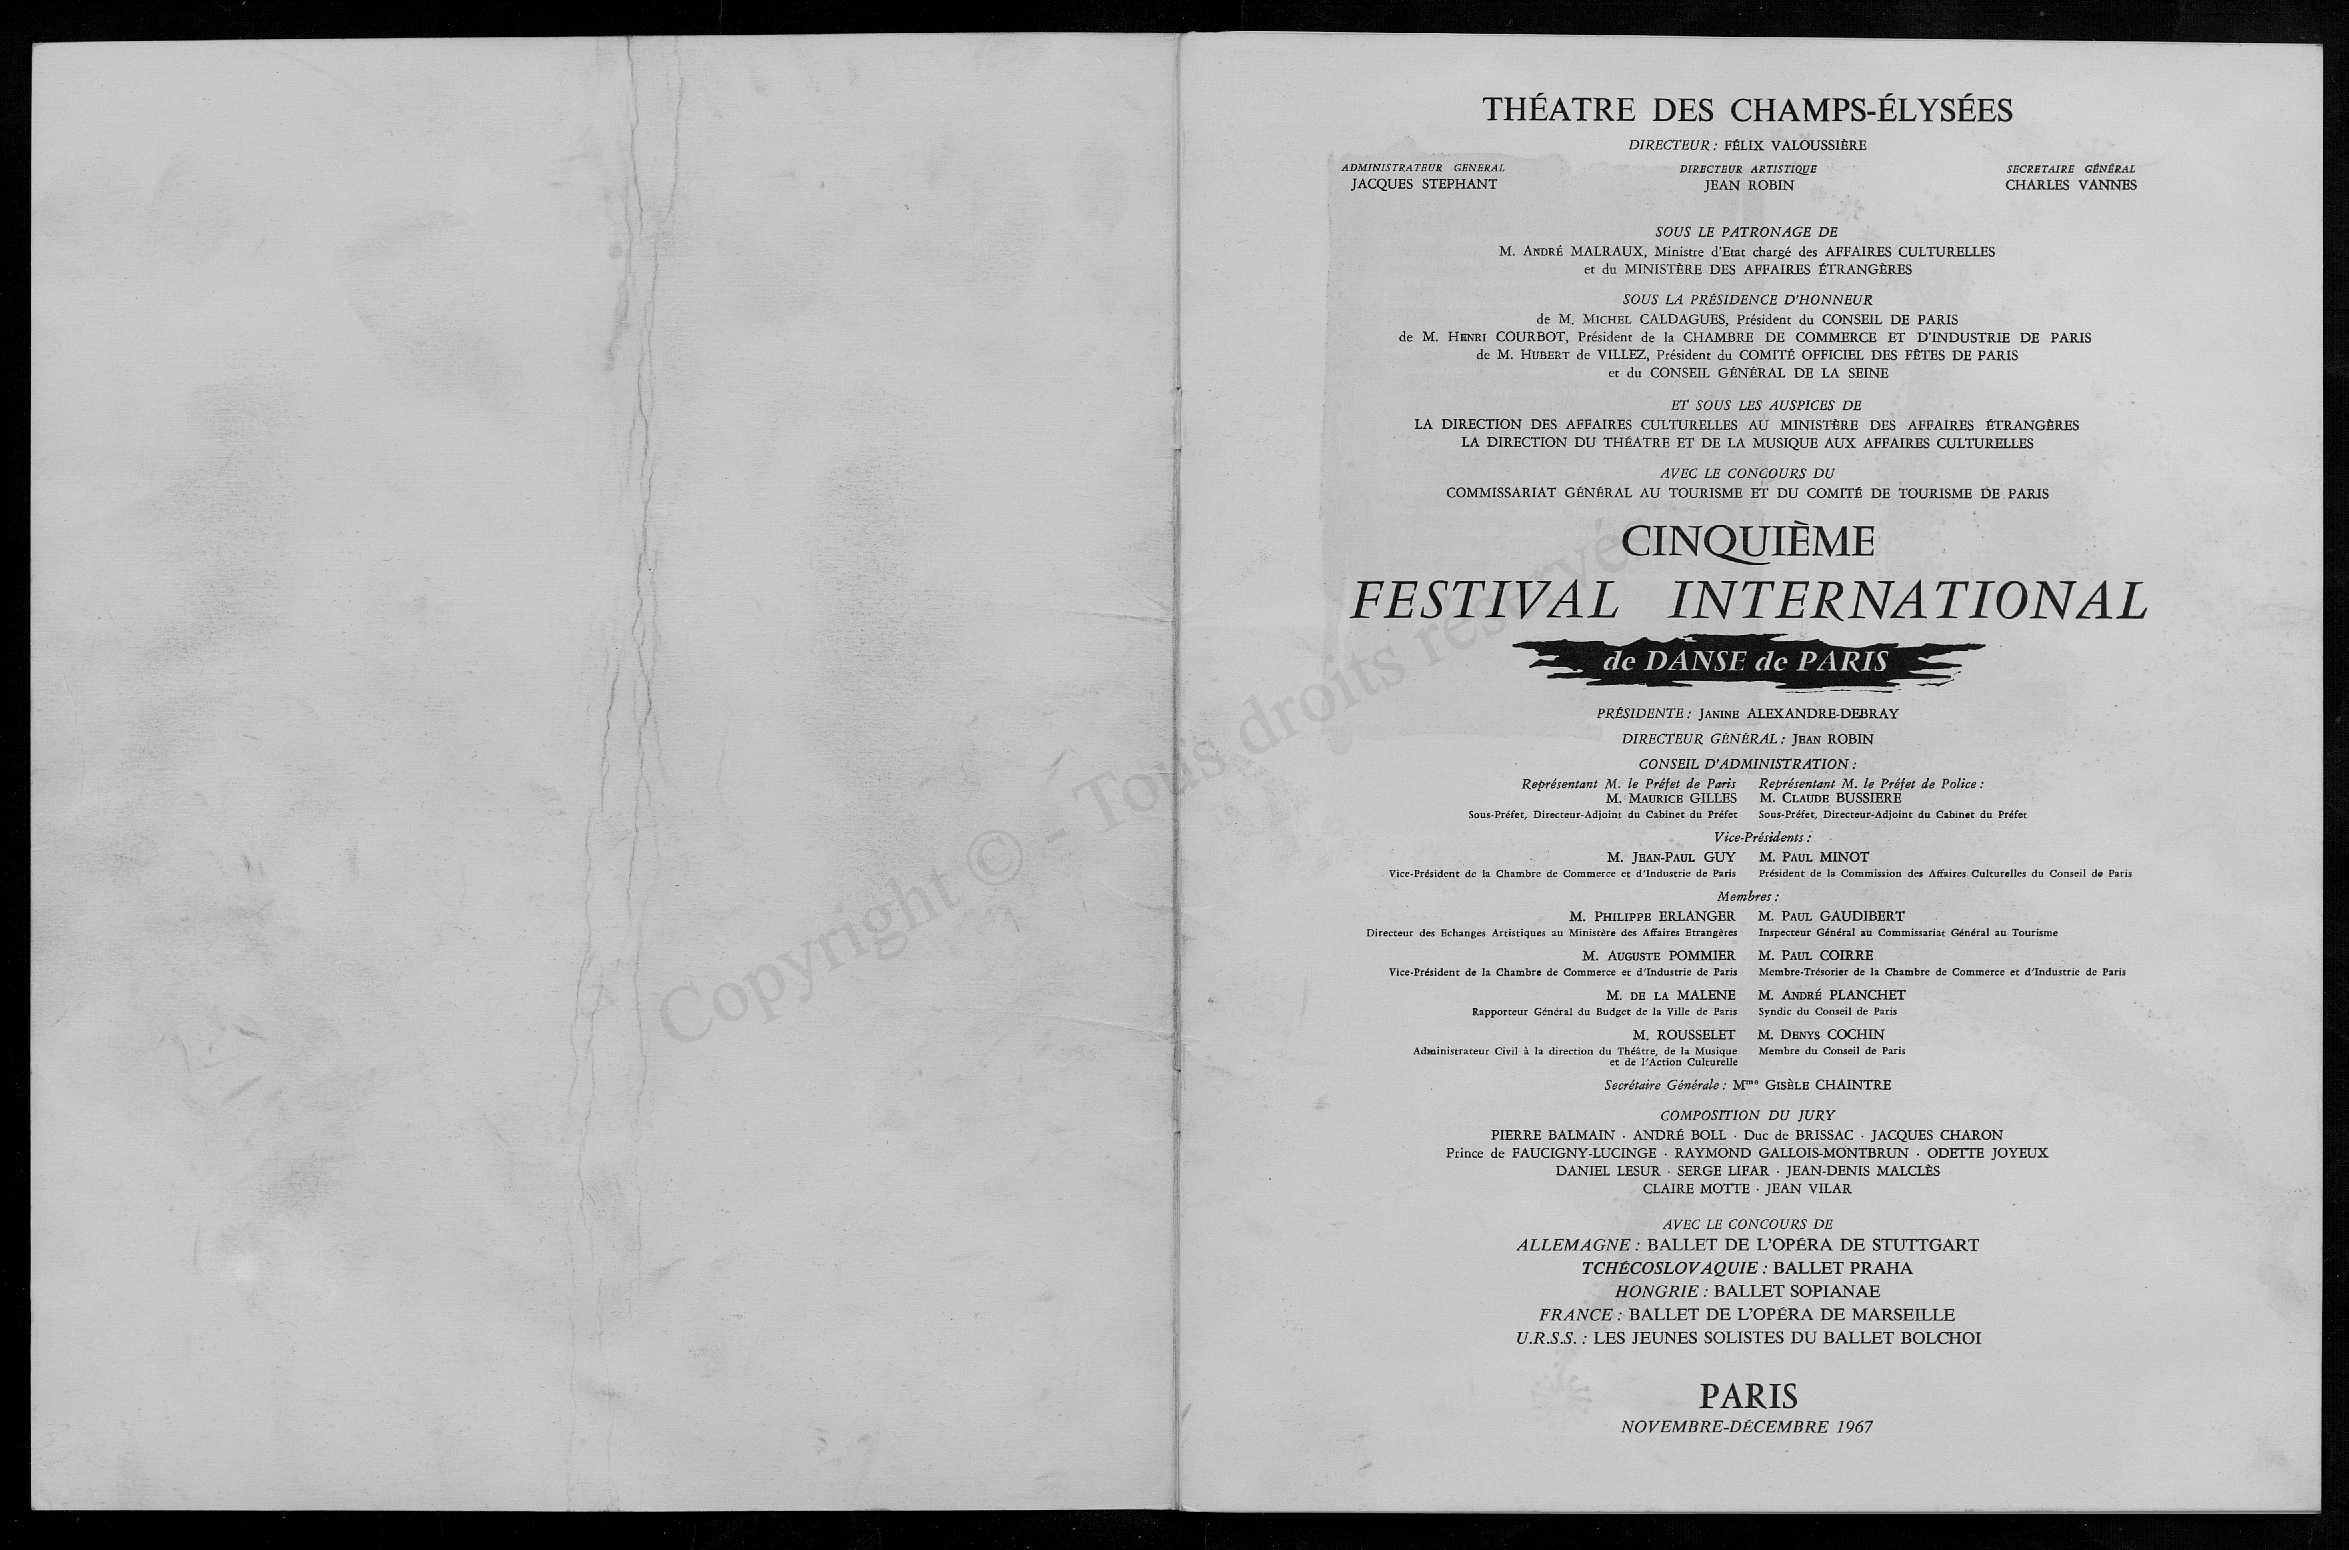 THÉATRE DES CHAMPS-ÉLYSÉES
DIRECTEUR : FÉLIX VALOUSSIÈRE
ADMINISTRATEUR GENERAL
JACQUES STEPHANT
DIRECTEUR ARTISTIQUE
JEAN ROBIN
SECRETAIRE GÉNÉRAL
CHARLES VANNES
SOUS LE PATRONAGE DE
M. ANDRÉ MALRAUX, Ministre d'Etat chargé des AFFAIRES CULTURELLES
et du MINISTÈRE DES AFFAIRES ÉTRANGÈRES
SOUS LA PRÉSIDENCE D'HONNEUR
de M. MICHEL CALDAGUES, Président du CONSEIL DE PARIS
de M. HENRI COURBOT, Président de la CHAMBRE DE COMMERCE ET D'INDUSTRIE DE PARIS
de M. HUBERT de VILLEZ, Président du COMITÉ OFFICIEL DES FÊTES DE PARIS
et du CONSEIL GÉNÉRAL DE LA SEINE
ET SOUS LES AUSPICES DE
LA DIRECTION DES AFFAIRES CULTURELLES AU MINISTÈRE DES AFFAIRES ÉTRANGÈRES
LA DIRECTION DU THÉATRE ET DE LA MUSIQUE AUX AFFAIRES CULTURELLES
AVEC LE CONCOURS DU
COMMISSARIAT GÉNÉRAL AU TOURISME ET DU COMITÉ DE TOURISME DE PARIS
CINQUIÈME
FESTIVAL INTERNATIONAL
de DANSE de PARIS
PRÉSIDENTE : JANINE ALEXANDRE-DEBRAY
DIRECTEUR GÉNÉRAL : JEAN ROBIN
CONSEIL D'ADMINISTRATION :
Représentant M. le Préfet de Paris
M. MAURICE GILLES
Sous-Préfet, Directeur-Adjoint du Cabinet du Préfet
Représentant M. le Préfet de Police :
M. CLAUDE BUSSIERE
Sous-Préfet, Directeur-Adjoint du Cabinet du Préfet
Vice-Présidents :
M. JEAN-PAUL GUY
Vice-Président de la Chambre de Commerce et d'Industrie de Paris
M. PAUL MINOT
Président de la Commission des Affaires Culturelles du Conseil de Paris
Membres :
M. PHILIPPE ERLANGER
Directeur des Echanges Artistiques au Ministère des Affaires Etrangères
M. PAUL GAUDIBERT
Inspecteur Général au Commissariat Général au Tourisme
M. AUGUSTE POMMIER
Vice-Président de la Chambre de Commerce et d'Industrie de Paris
M. PAUL COIRRE
Membre-Trésorier de la Chambre de Commerce et d'Industrie de Paris
M. DE LA MALENE
Rapporteur Général du Budget de la Ville de Paris
M. ANDRÉ PLANCHET
Syndic du Conseil de Paris
M. ROUSSELET
Administrateur Civil à la direction du Théâtre, de la Musique
et de l'Action Culturelle
M. DENYS COCHIN
Membre du Conseil de Paris
Secrétaire Générale : Mme GISÈLE CHAINTRE
COMPOSITION DU JURY
PIERRE BALMAIN · ANDRÉ BOLL · Duc de BRISSAC · JACQUES CHARON
Prince de FAUCIGNY-LUCINGE · RAYMOND GALLOIS-MONTBRUN · ODETTE JOYEUX
DANIEL LESUR · SERGE LIFAR · JEAN-DENIS MALCLÈS
CLAIRE MOTTE · JEAN VILAR
AVEC LE CONCOURS DE
ALLEMAGNE : BALLET DE L'OPÉRA DE STUTTGART
TCHÉCOSLOVAQUIE : BALLET PRAHA
HONGRIE : BALLET SOPIANAE
FRANCE : BALLET DE L'OPÉRA DE MARSEILLE
U.R.S.S. : LES JEUNES SOLISTES DU BALLET BOLCHOI
PARIS
NOVEMBRE-DÉCEMBRE 1967
Copyright © - Tous droits réservés